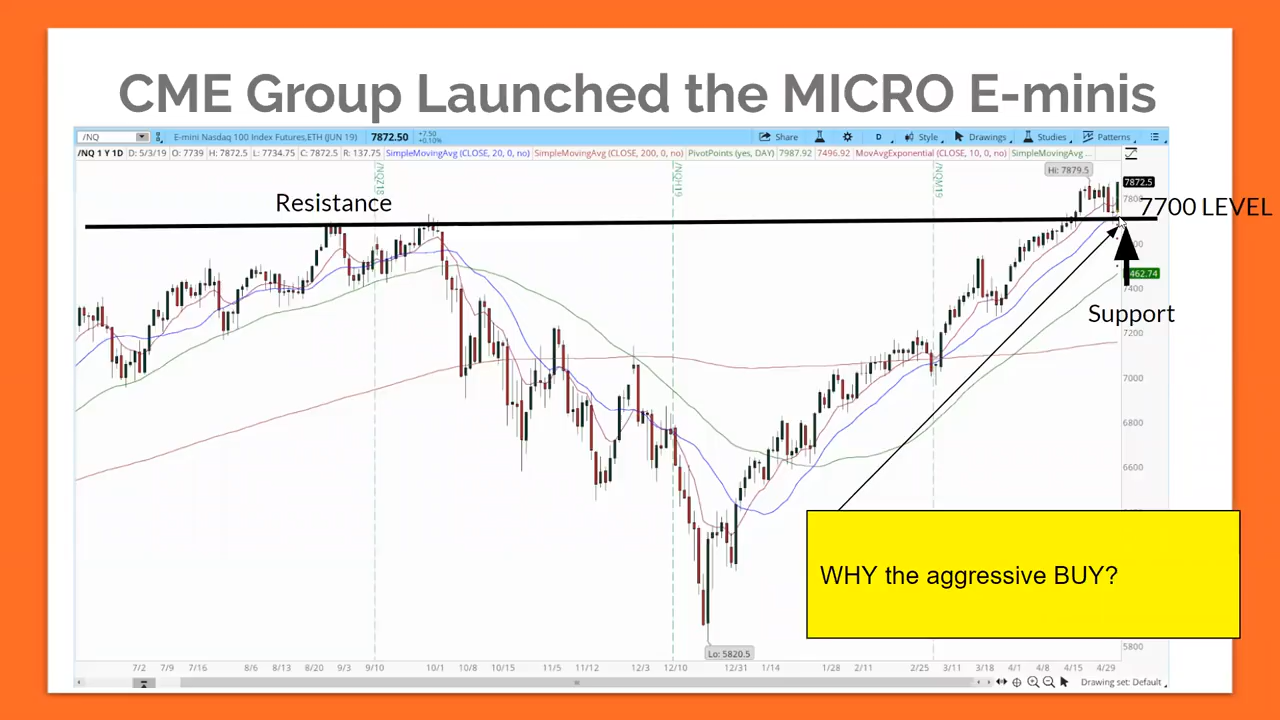 CME Group Launched the MICRO E-minis
/NQ E-mini Nasdaq 100 Index Futures,ETH (JUN 19) 7872.50 +7.50 +0.10% Share D Style Drawings Studies Patterns
/NQ 1 Y 1D D: 5/3/19 O: 7739 H: 7872.5 L: 7734.75 C: 7872.5 R: 137.75 SimpleMovingAvg (CLOSE, 20, 0, no) SimpleMovingAvg (CLOSE, 200, 0, no) PivotPoints (yes, DAY) 7987.92 7496.92 MovAvgExponential (CLOSE, 10, 0, no) SimpleMovingAvg ...
/NQZ18 /NQH19 /NQM19
Hi: 7879.5
7872.5
Resistance
7700 LEVEL
7400
Support
7200
7000
6800
6600
WHY the aggressive BUY?
5800
Lo: 5820.5
7/2 7/9 7/16 8/6 8/13 8/20 9/3 9/10 10/1 10/8 10/15 11/5 11/12 12/3 12/10 12/31 1/14 1/28 2/11 2/25 3/11 3/18 4/1 4/8 4/15 4/29
Drawing set: Default